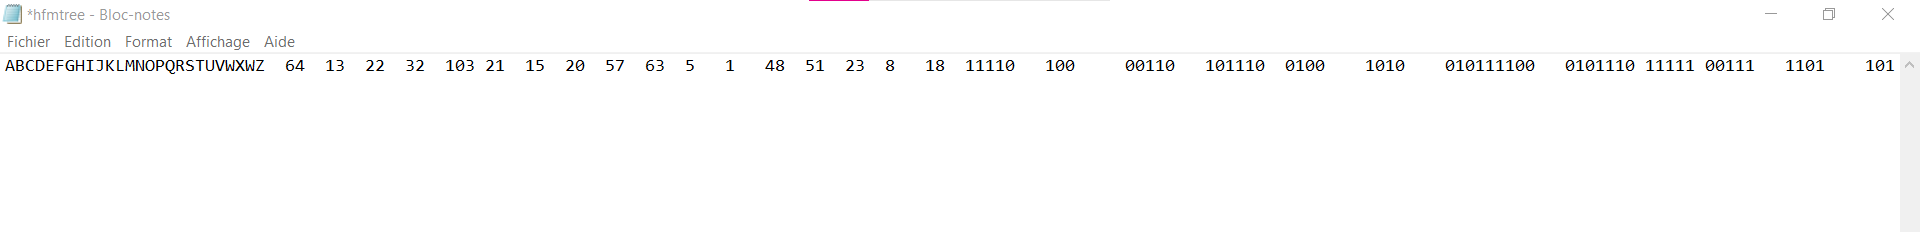 *hfmtree - Bloc-notes
Fichier Edition Format Affichage Aide
ABCDEFGHIJKLMNOPQRSTUVWXWZ 64 13 22 32 103 21 15 20 57 63 5 1 48 51 23 8 18 11110 100 00110 101110 0100 1010 010111100 0101110 11111 00111 1101 101